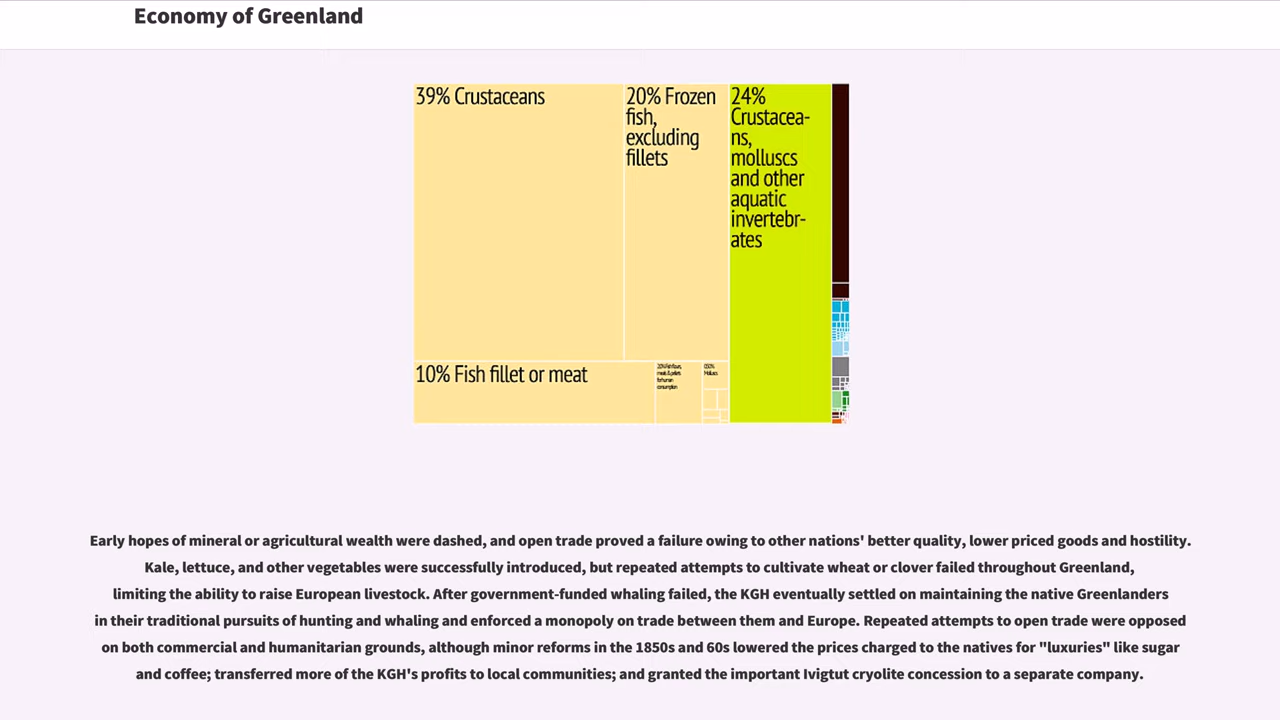 Economy of Greenland
39% Crustaceans
20% Frozen
fish,
excluding
fillets
24%
Crustacea-
ns,
molluscs
and other
aquatic
invertebr-
ates
10% Fish fillet or meat
Molluscs
Early hopes of mineral or agricultural wealth were dashed, and open trade proved a failure owing to other nations' better quality, lower priced goods and hostility.
Kale, lettuce, and other vegetables were successfully introduced, but repeated attempts to cultivate wheat or clover failed throughout Greenland,
limiting the ability to raise European livestock. After government-funded whaling failed, the KGH eventually settled on maintaining the native Greenlanders
in their traditional pursuits of hunting and whaling and enforced a monopoly on trade between them and Europe. Repeated attempts to open trade were opposed
on both commercial and humanitarian grounds, although minor reforms in the 1850s and 60s lowered the prices charged to the natives for "luxuries" like sugar
and coffee; transferred more of the KGH's profits to local communities; and granted the important Ivigtut cryolite concession to a separate company.